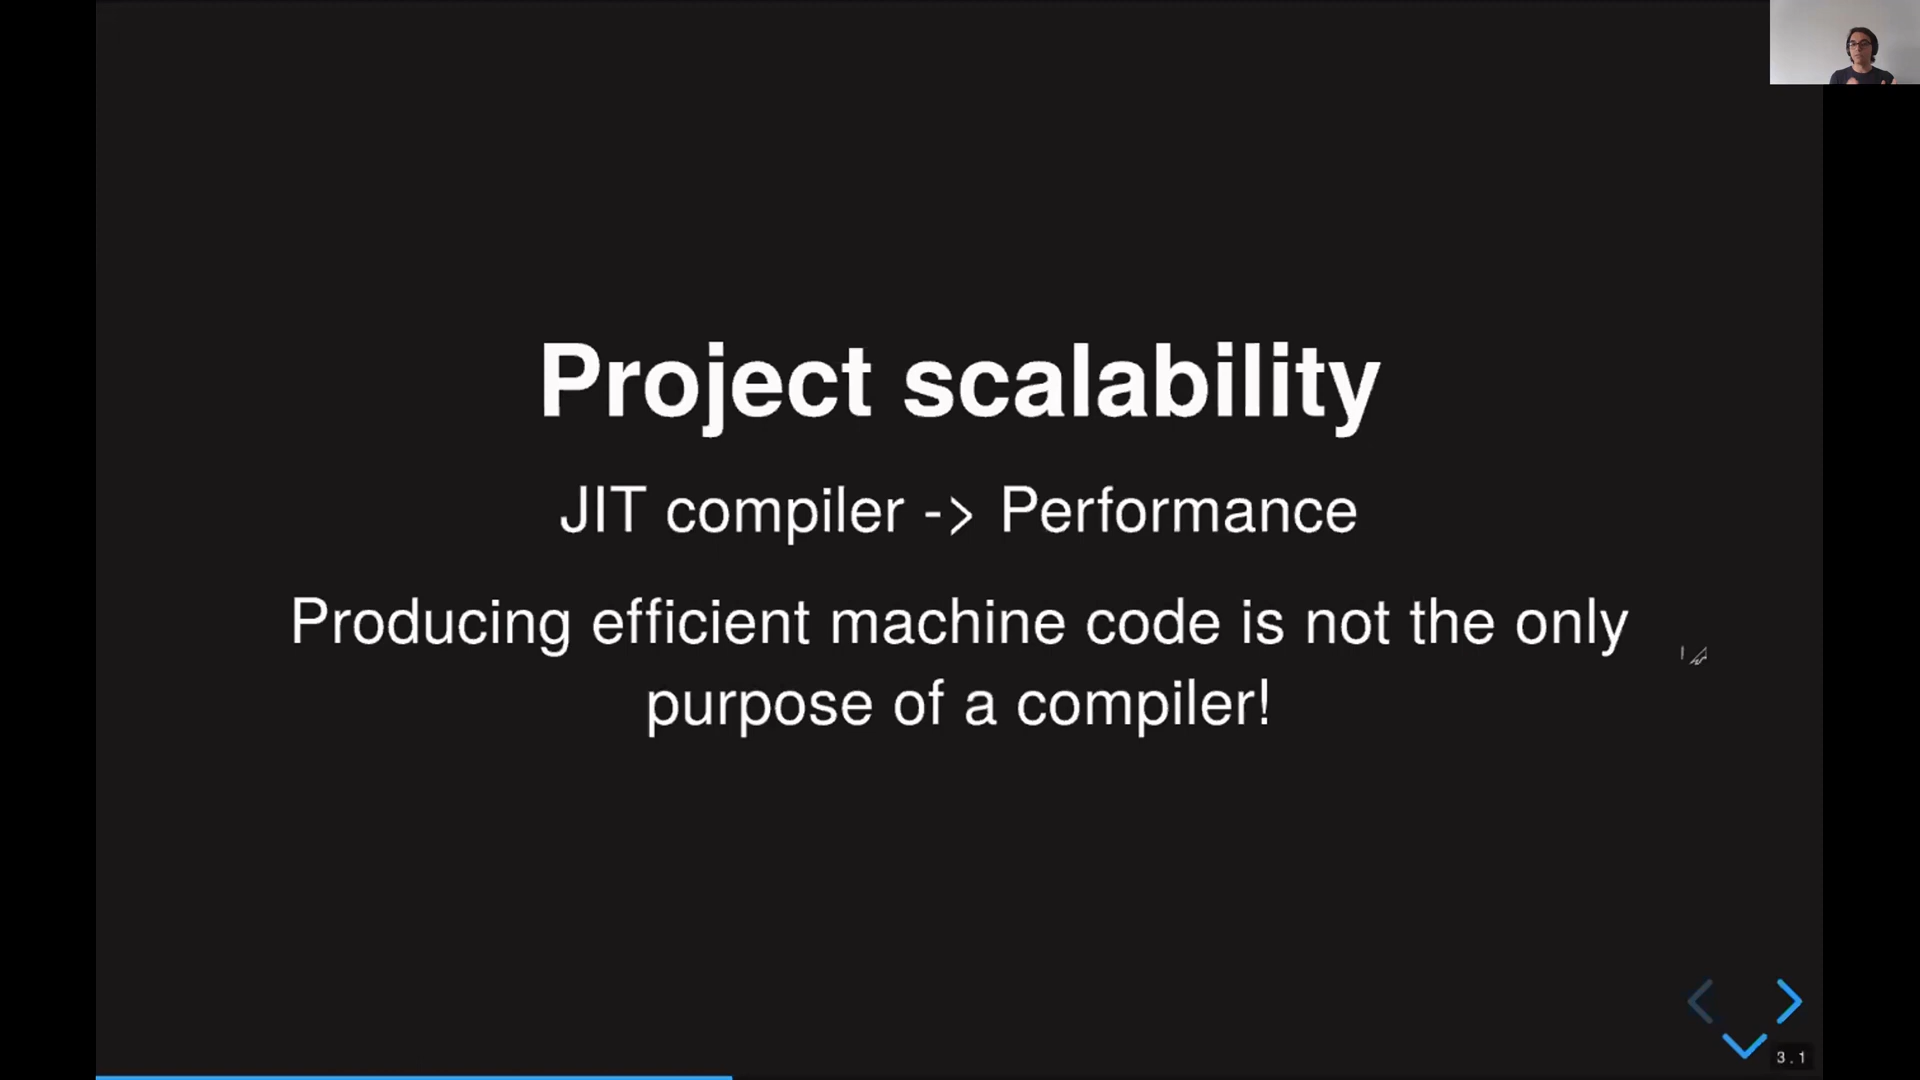 Project scalability
JIT compiler -> Performance
Producing efficient machine code is not the only
purpose of a compiler!
3.1